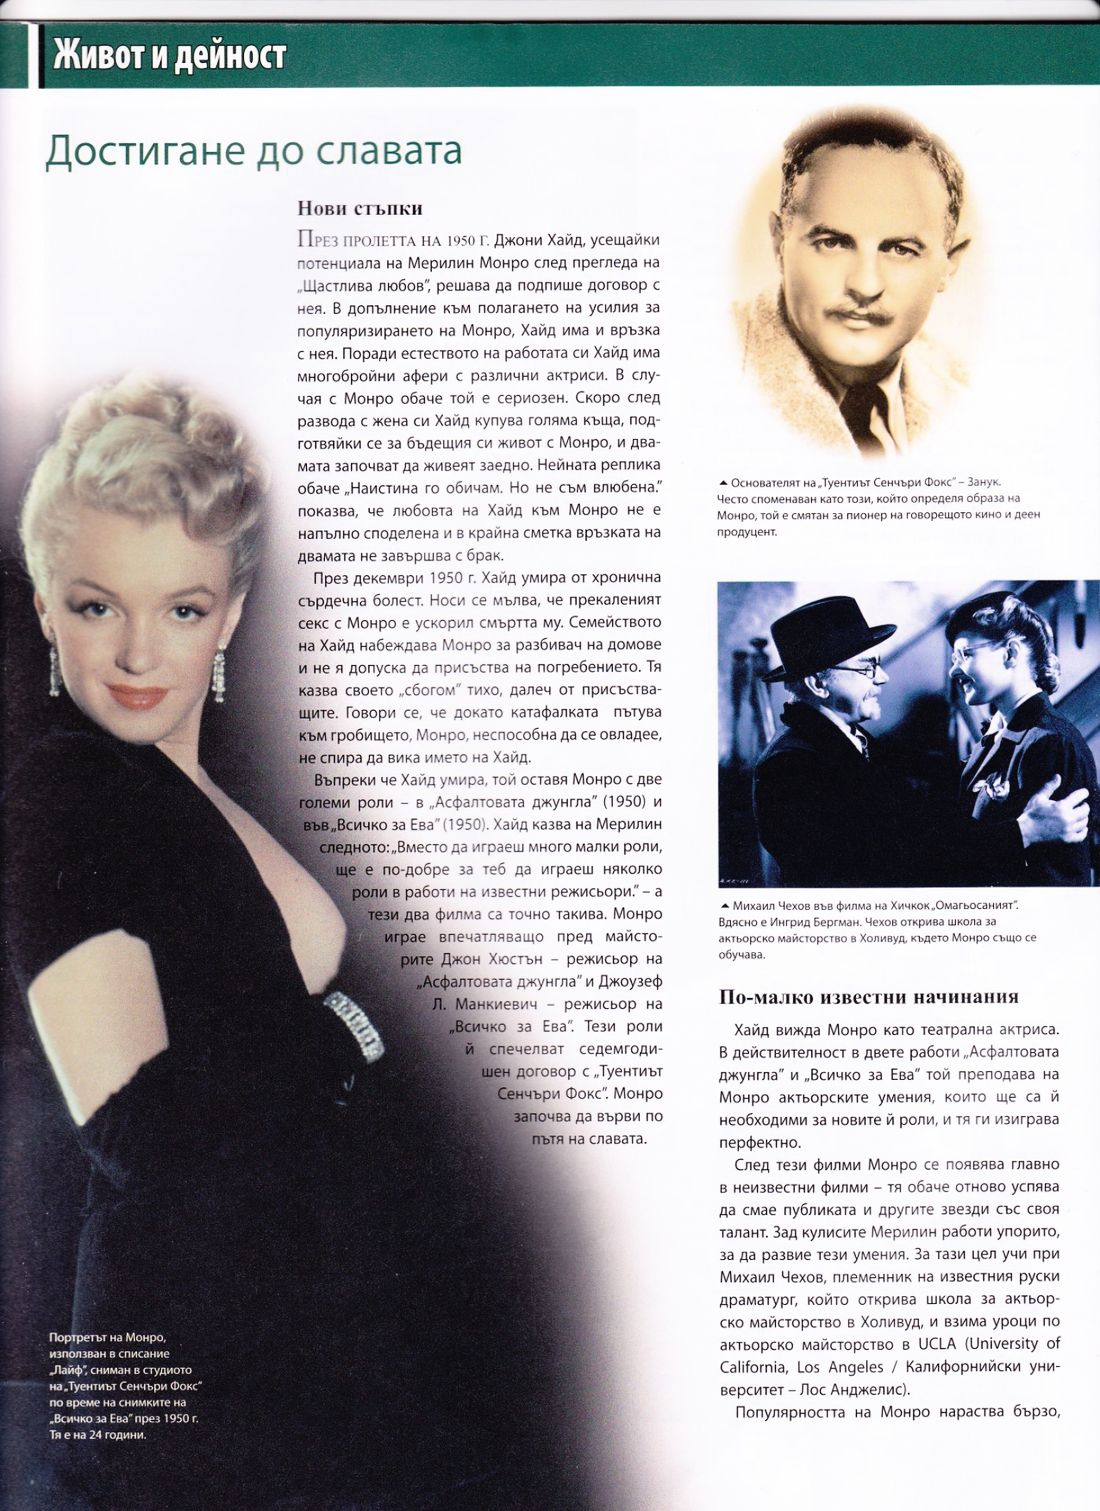 Живот и дейност
Достигане до славата
Нови стъпки
През пролетта на 1950 г. Джони Хайд, усещайки
потенциала на Мерилин Монро след прегледа на
„Щастлива любов”, решава да подпише договор с
нея. В допълнение към полагането на усилия за
популяризирането на Монро, Хайд има и връзка
с нея. Поради естеството на работата си Хайд има
многобройни афери с различни актриси. В слу-
чая с Монро обаче той е сериозен. Скоро след
развода с жена си Хайд купува голяма къща, под-
готвяйки се за бъдещия си живот с Монро, и два-
мата започват да живеят заедно. Нейната реплика
обаче „Наистина го обичам. Но не съм влюбена.”
показва, че любовта на Хайд към Монро не е
напълно споделена и в крайна сметка връзката на
двамата не завършва с брак.
През декември 1950 г. Хайд умира от хронична
сърдечна болест. Носи се мълва, че прекаленият
секс с Монро е ускорил смъртта му. Семейството
на Хайд набеждава Монро за разбивач на домове
и не я допуска да присъства на погребението. Тя
казва своето „сбогом” тихо, далеч от присъства-
щите. Говори се, че докато катафалката пътува
към гробището, Монро, неспособна да се овладее,
не спира да вика името на Хайд.
Въпреки че Хайд умира, той оставя Монро с две
големи роли – в „Асфалтовата джунгла” (1950) и
във „Всичко за Ева” (1950). Хайд казва на Мерилин
следното: „Вместо да играеш много малки роли,
ще е по-добре за теб да играеш няколко
роли в работи на известни режисьори.” – а
тези два филма са точно такива. Монро
играе впечатляващо пред майсто-
рите Джон Хюстън – режисьор на
„Асфалтовата джунгла” и Джоузеф
Л. Манкиевич – режисьор на
„Всичко за Ева”. Тези роли
ѝ спечелват седемгоди-
шен договор с „Туентиът
Сенчъри Фокс”. Монро
започва да върви по
пътя на славата.
Портретът на Монро,
използван в списание
„Лайф”, сниман в студиото
на „Туентиът Сенчъри Фокс”
по време на снимките на
„Всичко за Ева” през 1950 г.
Тя е на 24 години.
Основателят на „Туентиът Сенчъри Фокс” – Занук.
Често споменаван като този, който определя образа на
Монро, той е смятан за пионер на говорещото кино и деен
продуцент.
Михаил Чехов във филма на Хичкок „Омагьосаният”.
Вдясно е Ингрид Бергман. Чехов открива школа за
актьорско майсторство в Холивуд, където Монро също се
обучава.
По-малко известни начинания
Хайд вижда Монро като театрална актриса.
В действителност в двете работи „Асфалтовата
джунгла” и „Всичко за Ева” той преподава на
Монро актьорските умения, които ще са ѝ
необходими за новите ѝ роли, и тя ги изиграва
перфектно.
След тези филми Монро се появява главно
в неизвестни филми – тя обаче отново успява
да смае публиката и другите звезди със своя
талант. Зад кулисите Мерилин работи упорито,
за да развие тези умения. За тази цел учи при
Михаил Чехов, племенник на известния руски
драматург, който открива школа за актьор-
ско майсторство в Холивуд, и взима уроци по
актьорско майсторство в UCLA (University of
California, Los Angeles / Калифорнийски уни-
верситет – Лос Анджелис).
Популярността на Монро нараства бързо,